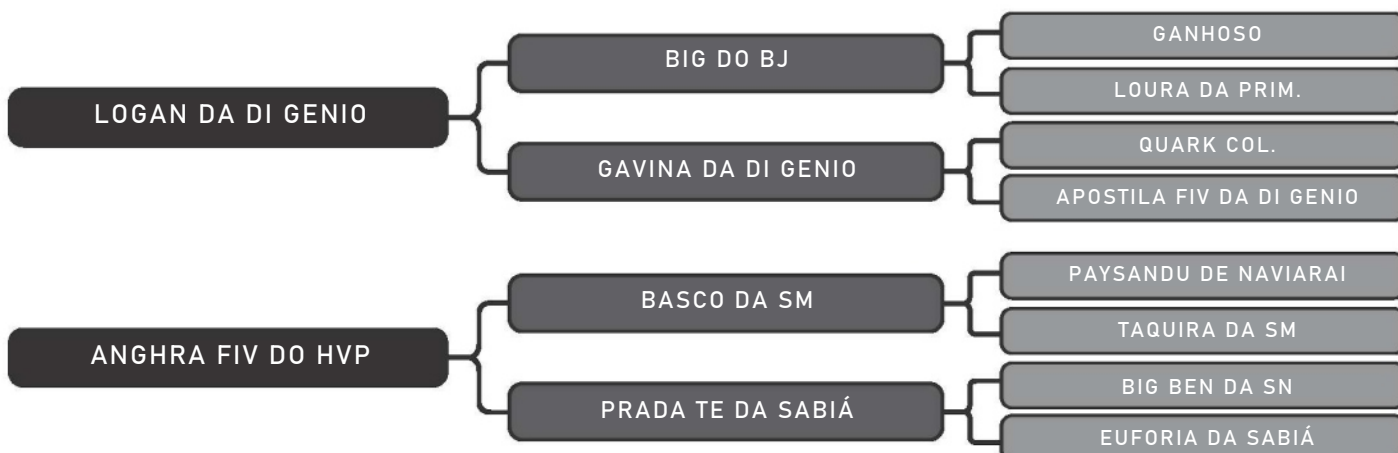 LOGAN DA DI GENIO
BIG DO BJ
GANHOSO
LOURA DA PRIM.
GAVINA DA DI GENIO
QUARK COL.
APOSTILA FIV DA DI GENIO
ANGHRA FIV DO HVP
BASCO DA SM
PAYSANDU DE NAVIARAI
TAQUIRA DA SM
PRADA TE DA SABIÁ
BIG BEN DA SN
EUFORIA DA SABIÁ